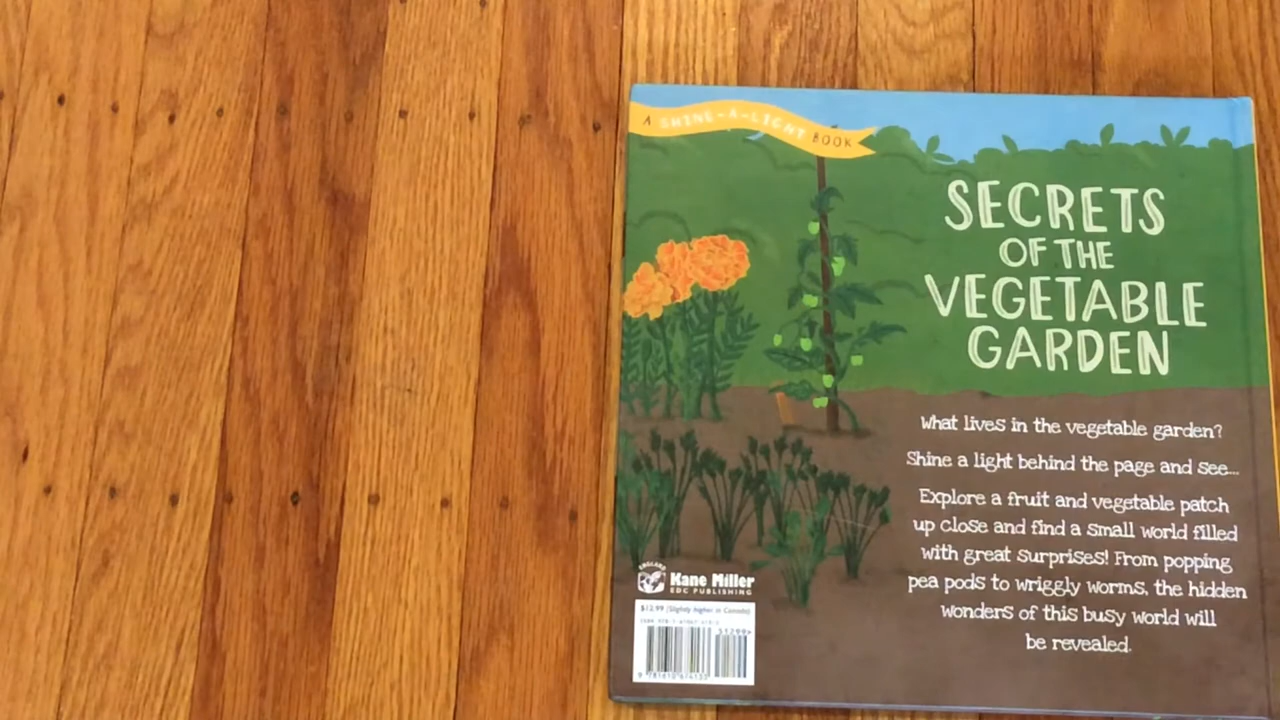 A SHINE-A-LIGHT BOOK
SECRETS
OF THE
VEGETABLE
GARDEN
What lives in the vegetable garden?
Shine a light behind the page and see...
Explore a fruit and vegetable patch
up close and find a small world filled
with great surprises! From popping
pea pods to wriggly worms, the hidden
wonders of this busy world will
be revealed.
ENGLAND
Kane Miller
EDC PUBLISHING
$12.99 (Slightly higher in Canada)
51299>